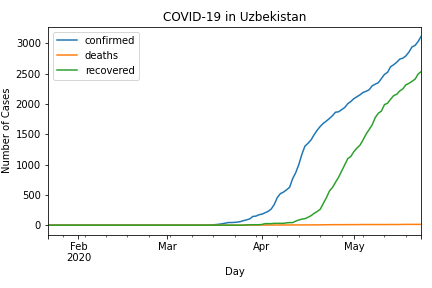 COVID-19 in Uzbekistan
confirmed
deaths
recovered
Number of Cases
3000
2500
2000
1500
1000
500
0
Feb
2020
Mar
Apr
May
Day